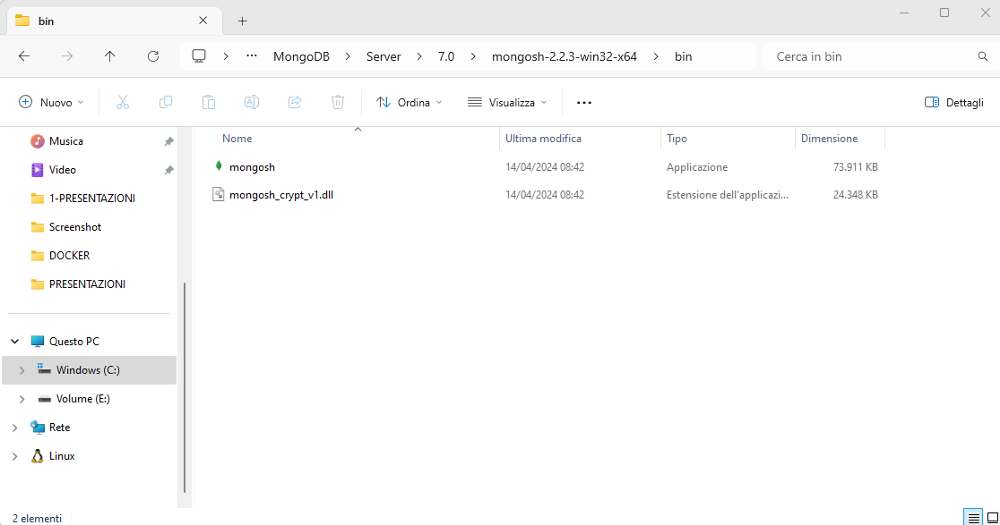 bin
MongoDB > Server > 7.0 > mongosh-2.2.3-win32-x64 > bin
Cerca in bin
Nuovo
Ordina
Visualizza
Dettagli
Musica
Video
1-PRESENTAZIONI
Screenshot
DOCKER
PRESENTAZIONI
Questo PC
Windows (C:)
Volume (E:)
Rete
Linux
Nome Ultima modifica Tipo Dimensione
mongosh 14/04/2024 08:42 Applicazione 73.911 KB
mongosh_crypt_v1.dll 14/04/2024 08:42 Estensione dell'applicazi... 24.348 KB
2 elementi